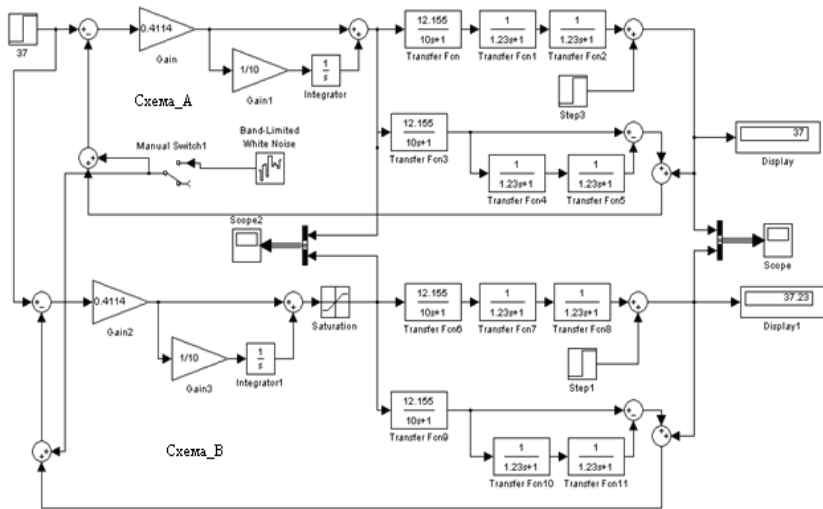 37
0.4114
Gain
1/10
Gain1
1
s
Integrator
12.155
10s+1
Transfer Fcn
1
1.23s+1
Transfer Fcn1
1
1.23s+1
Transfer Fcn2
Step3
Схема_A
Manual Switch1
Band-Limited
White Noise
12.155
10s+1
Transfer Fcn3
1
1.23s+1
Transfer Fcn4
1
1.23s+1
Transfer Fcn5
37
Display
Scope2
Scope
0.4114
Gain2
1/10
Gain3
1
s
Integrator1
Saturation
12.155
10s+1
Transfer Fcn6
1
1.23s+1
Transfer Fcn7
1
1.23s+1
Transfer Fcn8
Step1
37.23
Display1
12.155
10s+1
Transfer Fcn9
1
1.23s+1
Transfer Fcn10
1
1.23s+1
Transfer Fcn11
Схема_B